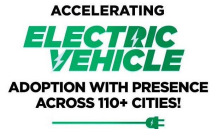 ACCELERATING
ELECTRIC
VEHICLE
ADOPTION WITH PRESENCE
ACROSS 110+ CITIES!